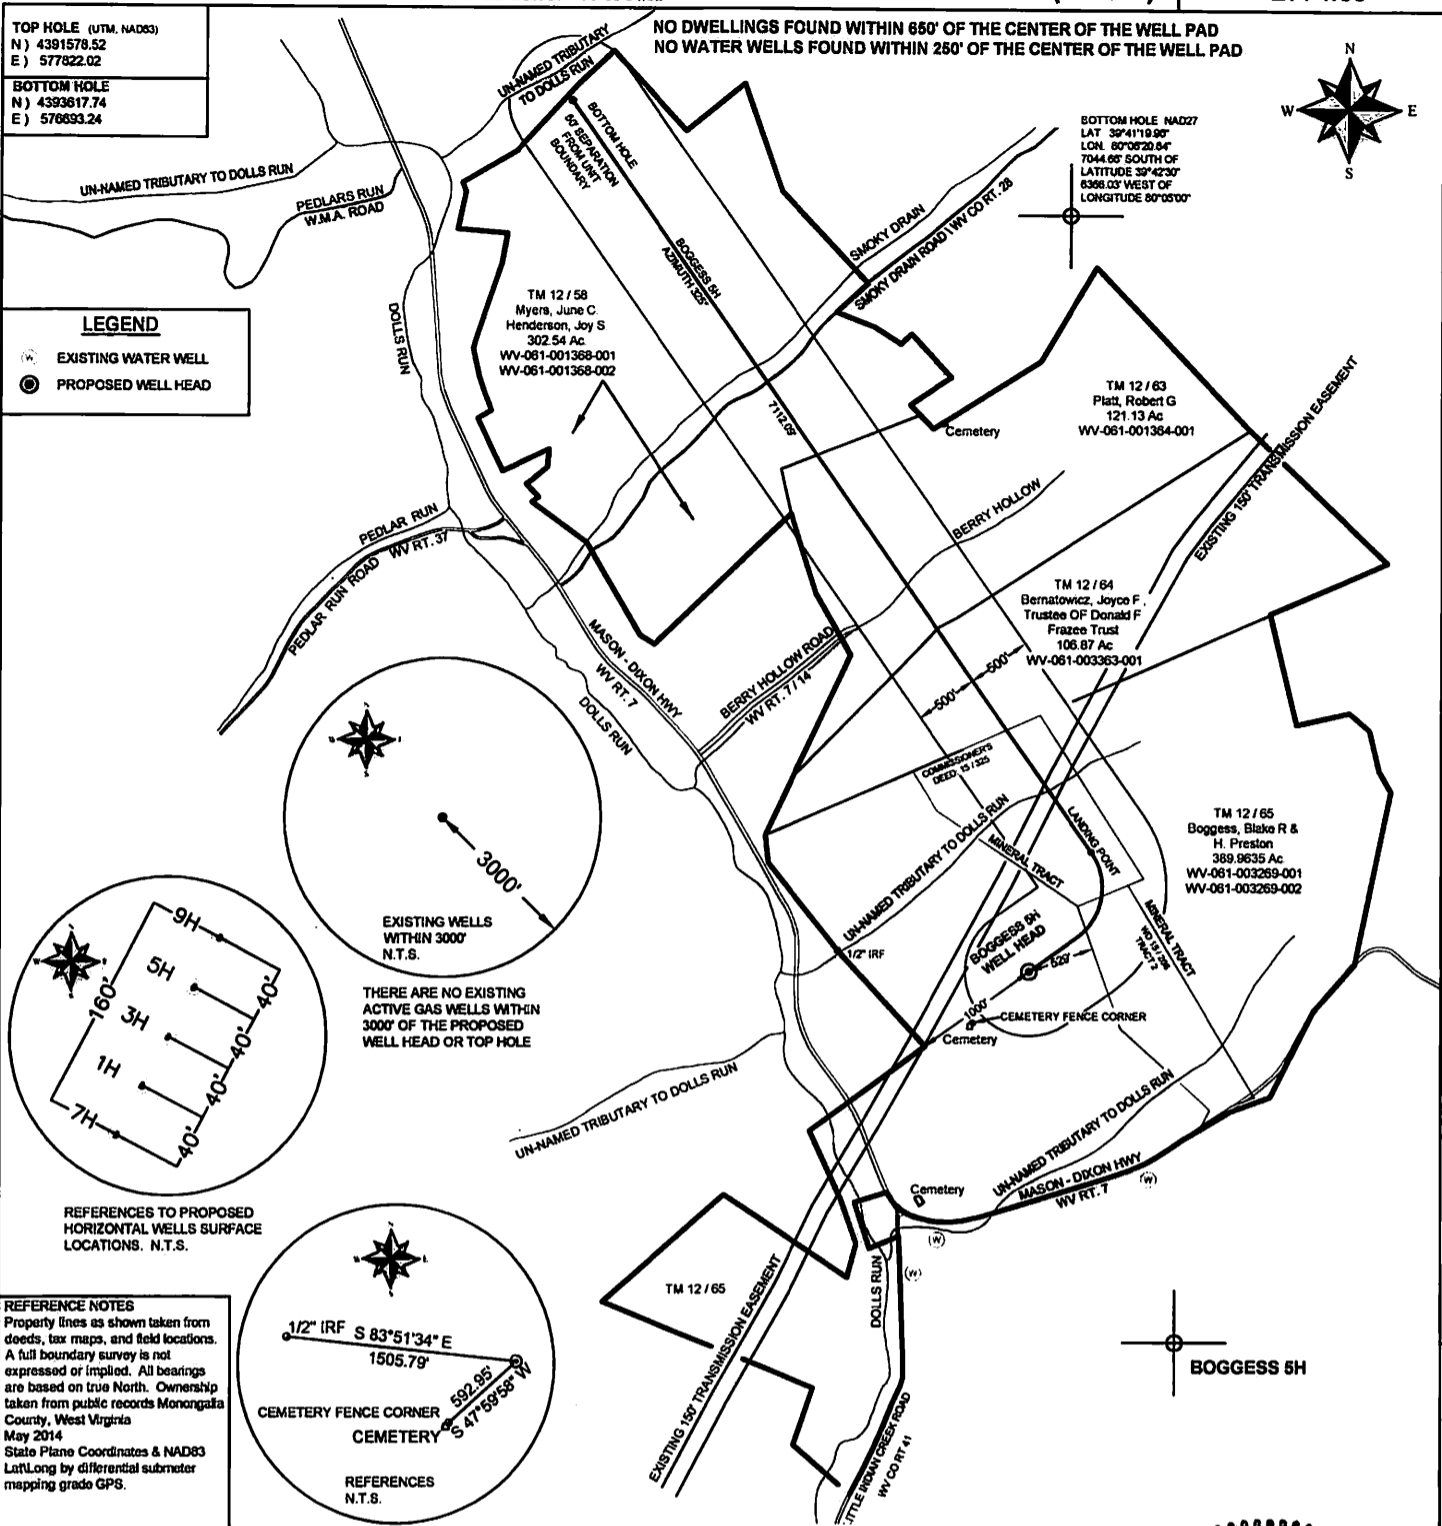 TOP HOLE (UTM, NAD83)
N ) 4391578.52
E ) 577822.02
BOTTOM HOLE
N ) 4393617.74
E ) 576693.24
NO DWELLINGS FOUND WITHIN 650' OF THE CENTER OF THE WELL PAD
NO WATER WELLS FOUND WITHIN 250' OF THE CENTER OF THE WELL PAD
N
W
E
S
BOTTOM HOLE NAD27
LAT 39°41'19.96"
LON. 80°06'20.64"
7044.66' SOUTH OF
LATITUDE 39°42'30"
6366.03' WEST OF
LONGITUDE 80°05'00"
UN-NAMED TRIBUTARY
TO DOLLS RUN
BOTTOM HOLE
50' SEPARATION
FROM UNIT
BOUNDARY
UN-NAMED TRIBUTARY TO DOLLS RUN
PEDLARS RUN
W.M.A. ROAD
SMOKY DRAIN
SMOKY DRAIN ROAD \ WV CO RT. 28
BOGGESS 5H
AZIMUTH 325°
7112.09'
LEGEND
W EXISTING WATER WELL
PROPOSED WELL HEAD
DOLLS RUN
TM 12 / 58
Myers, June C.
Henderson, Joy S
302.54 Ac
WV-061-001368-001
WV-061-001368-002
TM 12 / 63
Platt, Robert G
121.13 Ac
WV-061-001364-001
Cemetery
EXISTING 150' TRANSMISSION EASEMENT
PEDLAR RUN
PEDLAR RUN ROAD WV RT. 37
BERRY HOLLOW
TM 12 / 64
Bernatowicz, Joyce F,
Trustee OF Donald F
Frazee Trust
106.87 Ac
WV-061-003363-001
MASON - DIXON HWY
WV RT. 7
BERRY HOLLOW ROAD
WV RT. 7 / 14
DOLLS RUN
500'
500'
COMMISSIONER'S
DEED 15 / 325
LANDING POINT
MINERAL TRACT
UN-NAMED TRIBUTARY TO DOLLS RUN
TM 12 / 65
Boggess, Blake R &
H. Preston
389.9635 Ac
WV-061-003269-001
WV-061-003269-002
3000'
EXISTING WELLS
WITHIN 3000'
N.T.S.
THERE ARE NO EXISTING
ACTIVE GAS WELLS WITHIN
3000' OF THE PROPOSED
WELL HEAD OR TOP HOLE
9H
5H
3H
1H
7H
160'
40'
40'
40'
40'
REFERENCES TO PROPOSED
HORIZONTAL WELLS SURFACE
LOCATIONS. N.T.S.
1/2" IRF
BOGGESS 5H
WELL HEAD
529'
1000'
MINERAL TRACT
TRACT 2
CEMETERY FENCE CORNER
Cemetery
UN-NAMED TRIBUTARY TO DOLLS RUN
UN-NAMED TRIBUTARY TO DOLLS RUN
MASON - DIXON HWY
WV RT. 7
W
Cemetery
W
W
DOLLS RUN
TM 12 / 65
EXISTING 150' TRANSMISSION EASEMENT
LITTLE INDIAN CREEK ROAD
WV CO RT 41
BOGGESS 5H
1/2" IRF
S 83°51'34" E
1505.79'
592.95'
S 47°59'58" W
CEMETERY FENCE CORNER
CEMETERY
REFERENCES
N.T.S.
REFERENCE NOTES
Property lines as shown taken from
deeds, tax maps, and field locations.
A full boundary survey is not
expressed or implied. All bearings
are based on true North. Ownership
taken from public records Monongalia
County, West Virginia
May 2014
State Plane Coordinates & NAD83
Lat\Long by differential submeter
mapping grade GPS.